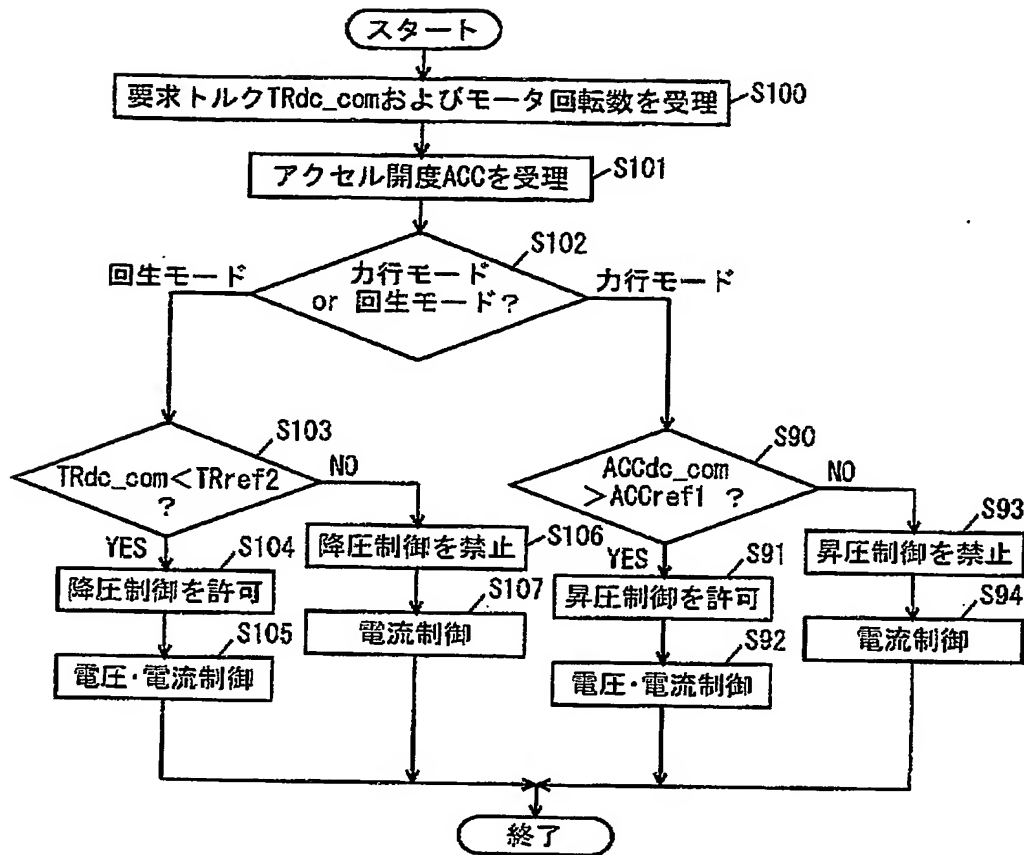 スタート
要求トルクTRdc_comおよびモータ回転数を受理
S100
アクセル開度ACCを受理
S101
S102
回生モード
力行モード
or 回生モード?
力行モード
S103
TRdc_com<TRref2
?
NO
YES
S90
ACCdc_com
>ACCref1 ?
NO
YES
S104
降圧制御を許可
S106
降圧制御を禁止
S91
昇圧制御を許可
S93
昇圧制御を禁止
S105
電圧・電流制御
S107
電流制御
S92
電圧・電流制御
S94
電流制御
終了